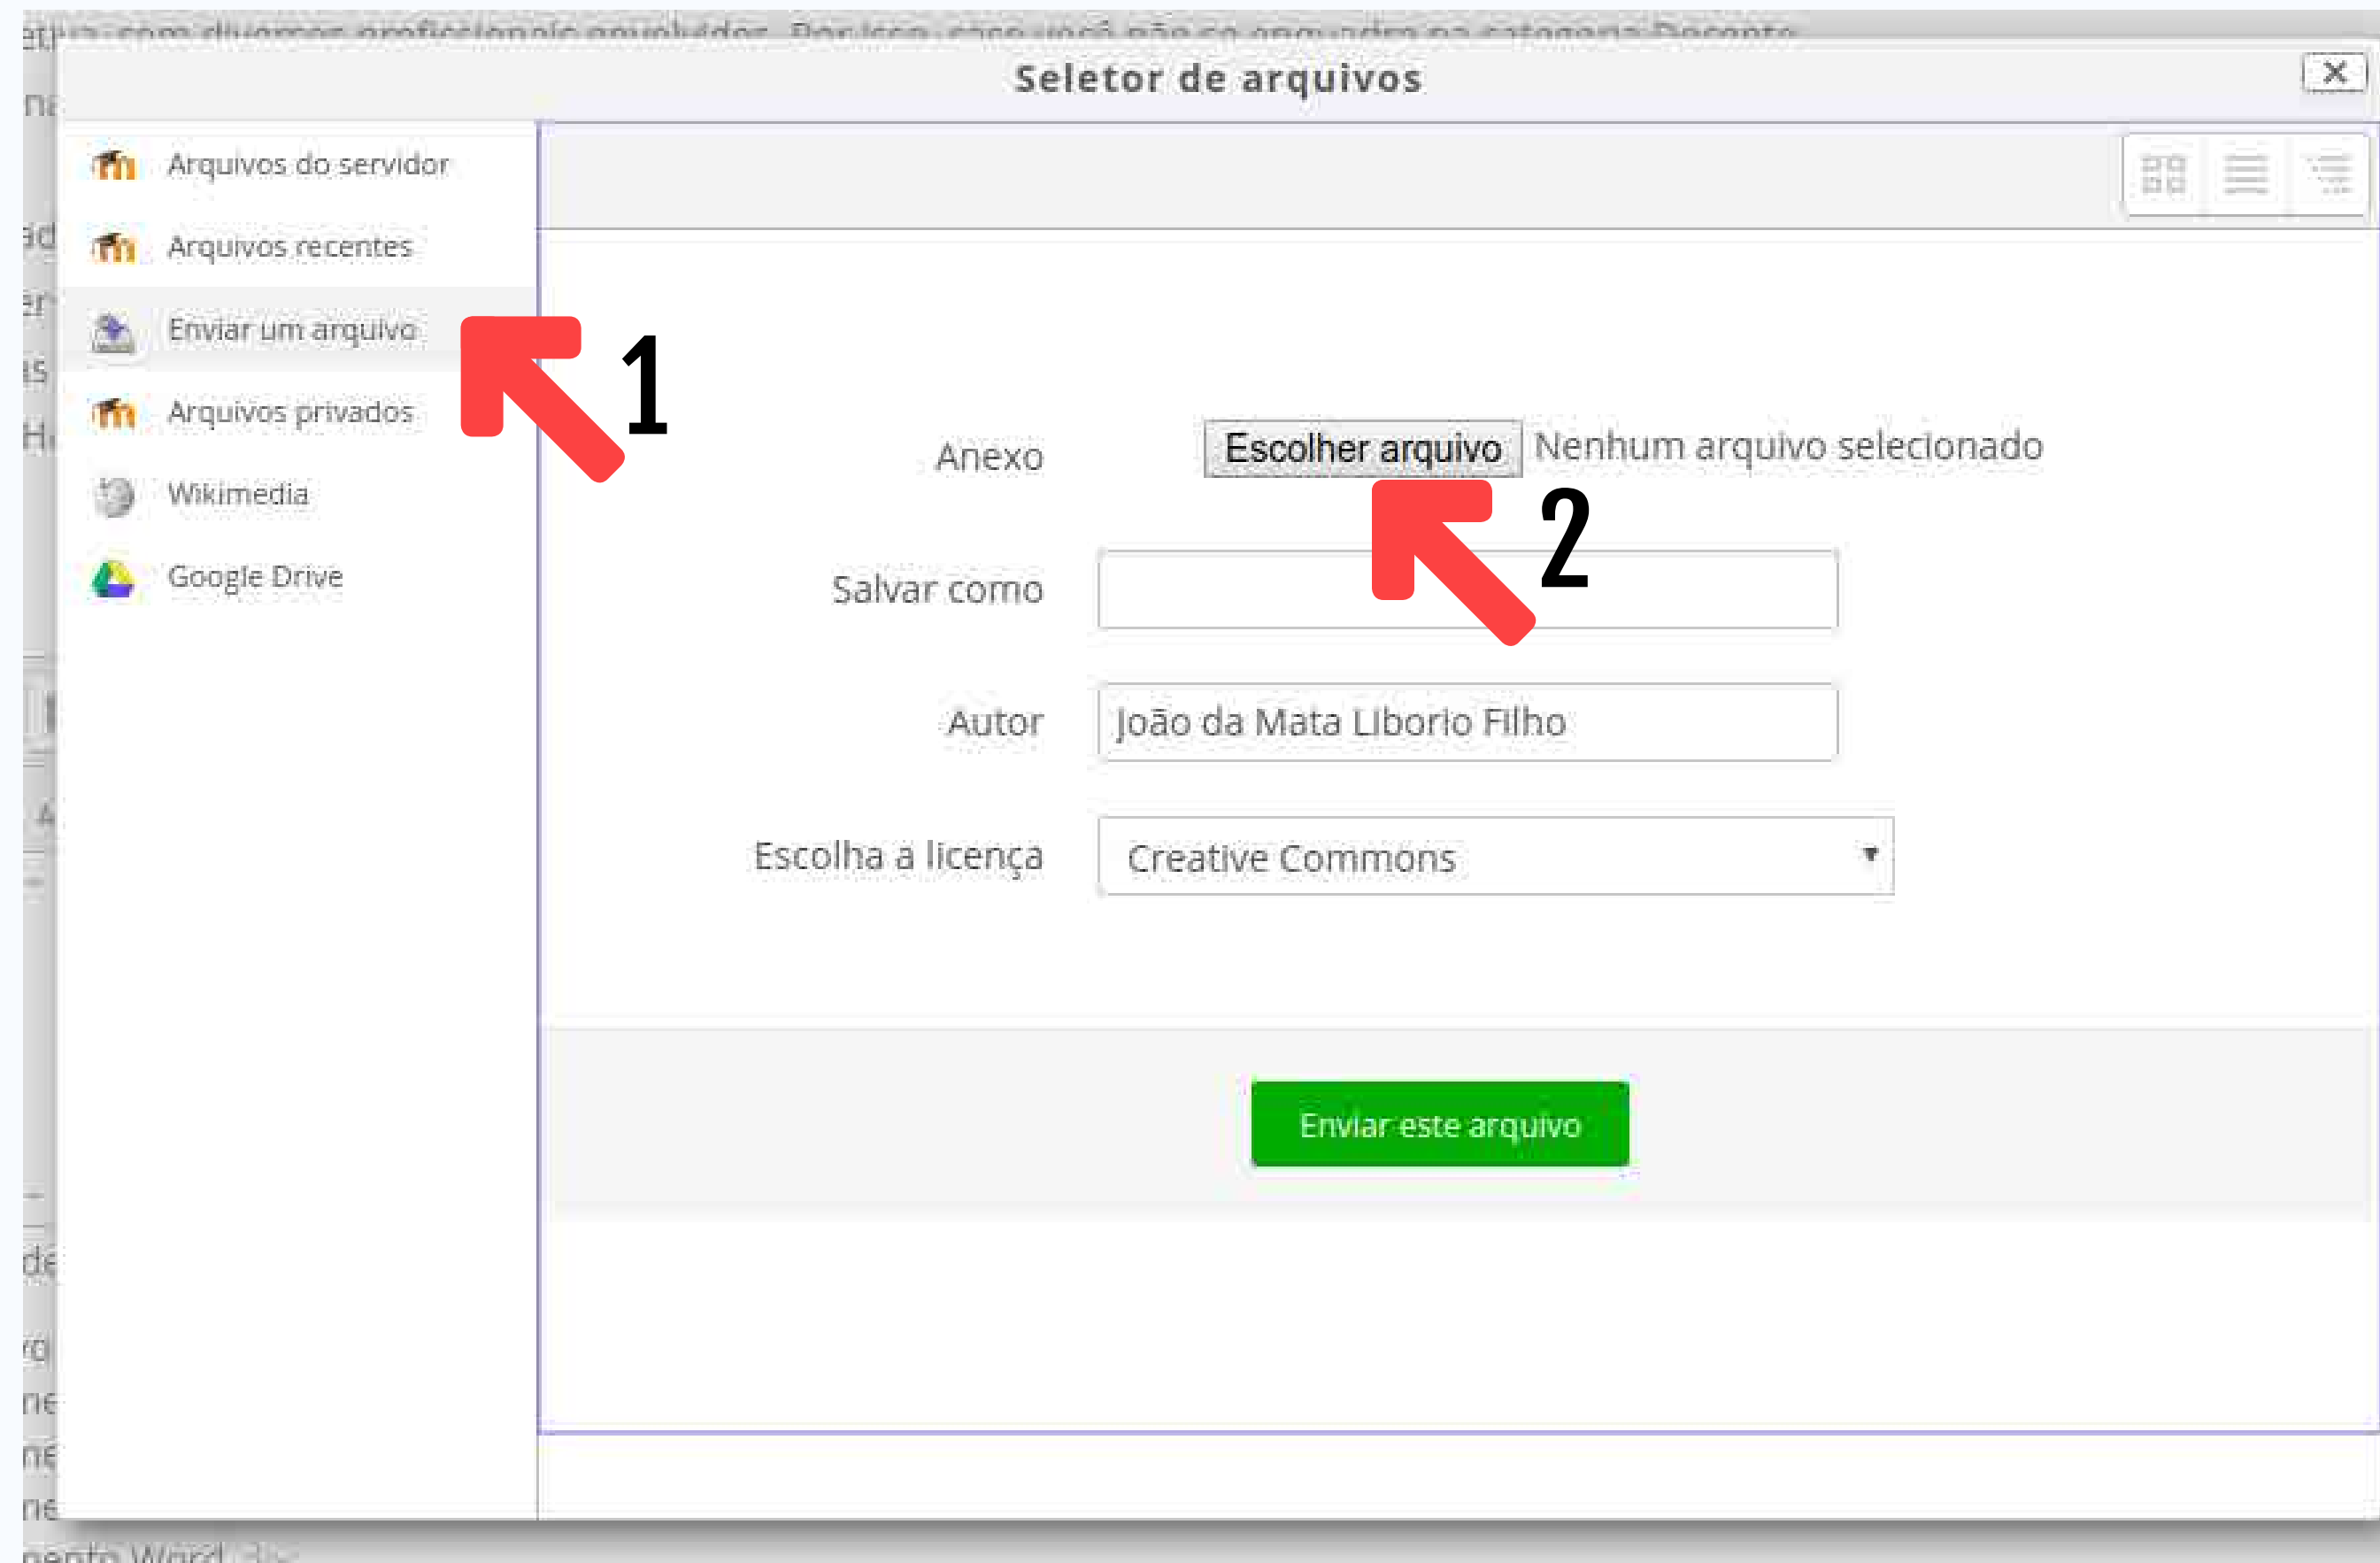 Seletor de arquivos
Arquivos do servidor
Arquivos recentes
Enviar um arquivo
1
Arquivos privados
Wikimedia
Google Drive
Anexo Escolher arquivo Nenhum arquivo selecionado
2
Salvar como
Autor João da Mata Liborio Filho
Escolha a licença Creative Commons
Enviar este arquivo
Word